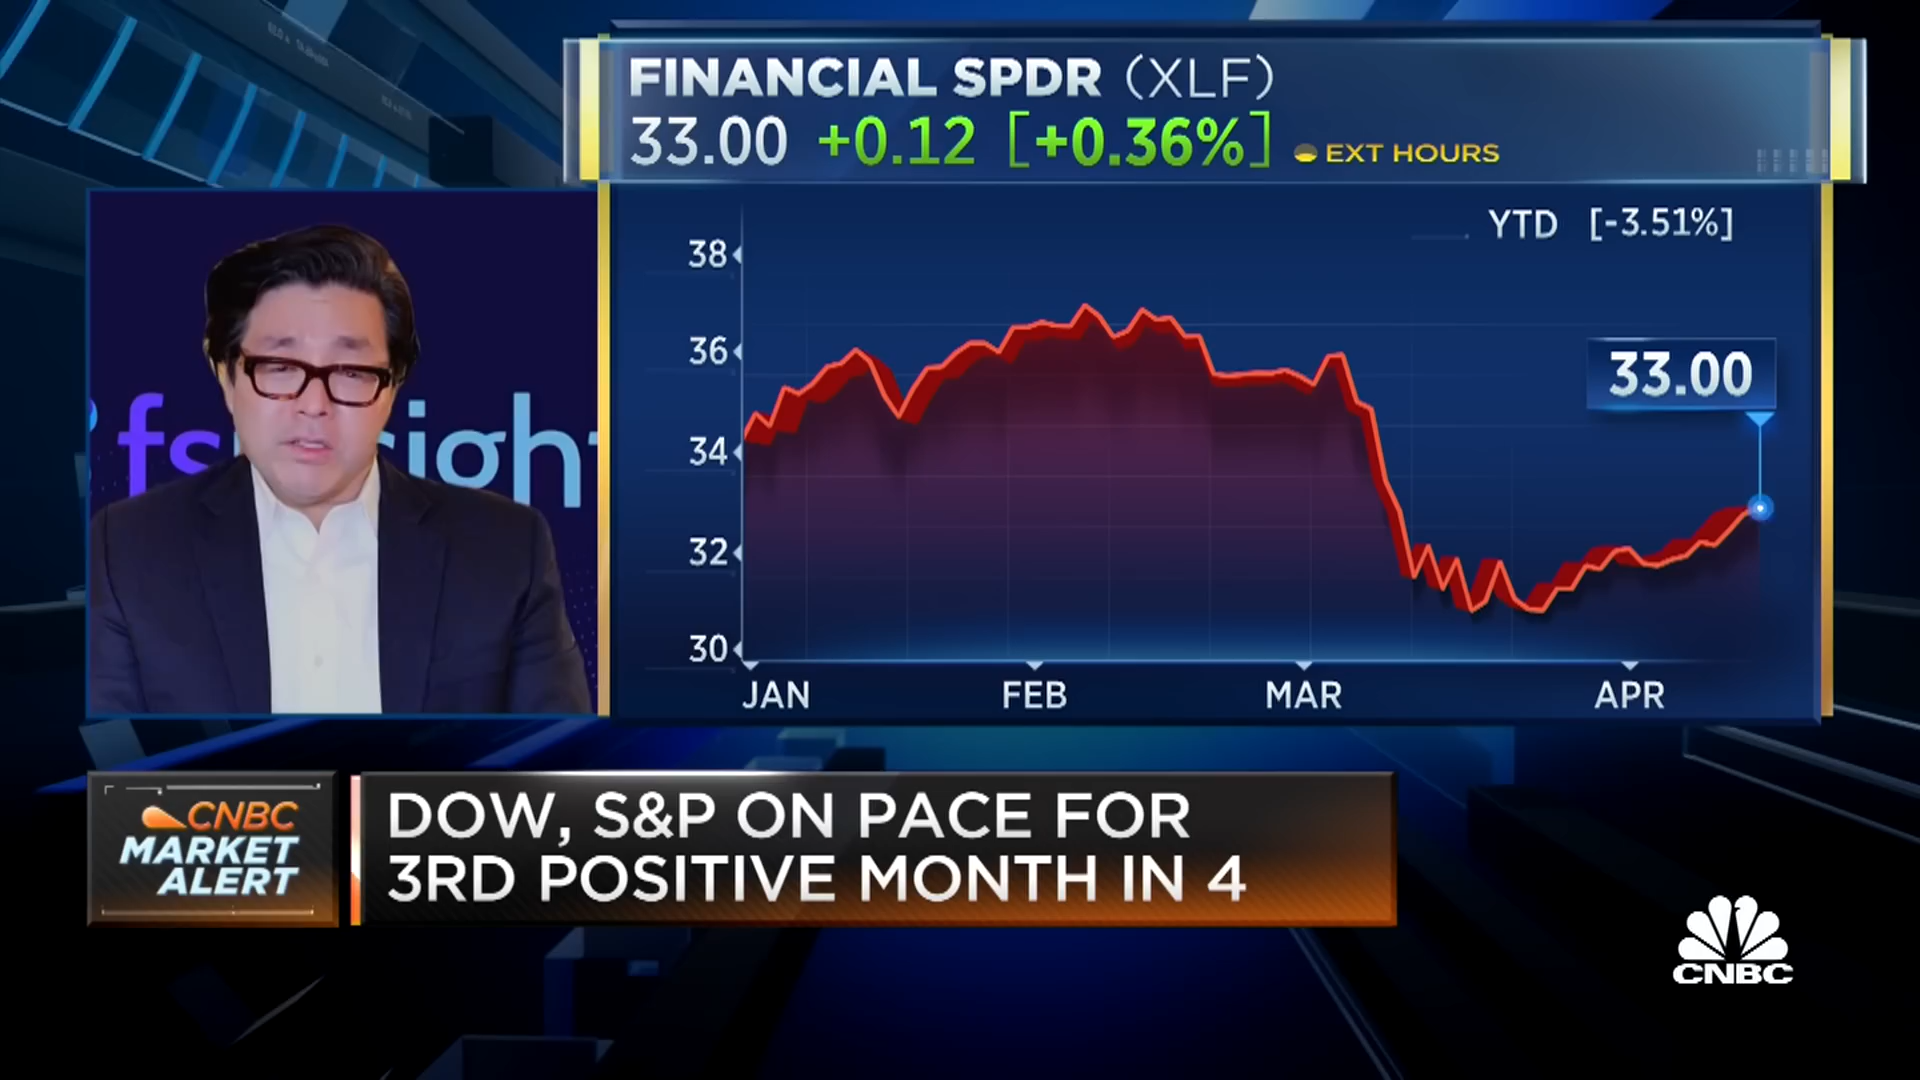 FINANCIAL SPDR (XLF)
33.00 +0.12 [+0.36%] EXT HOURS
YTD [-3.51%]
38
36
34
32
30
33.00
JAN FEB MAR APR
CNBC
MARKET
ALERT
DOW, S&P ON PACE FOR
3RD POSITIVE MONTH IN 4
CNBC